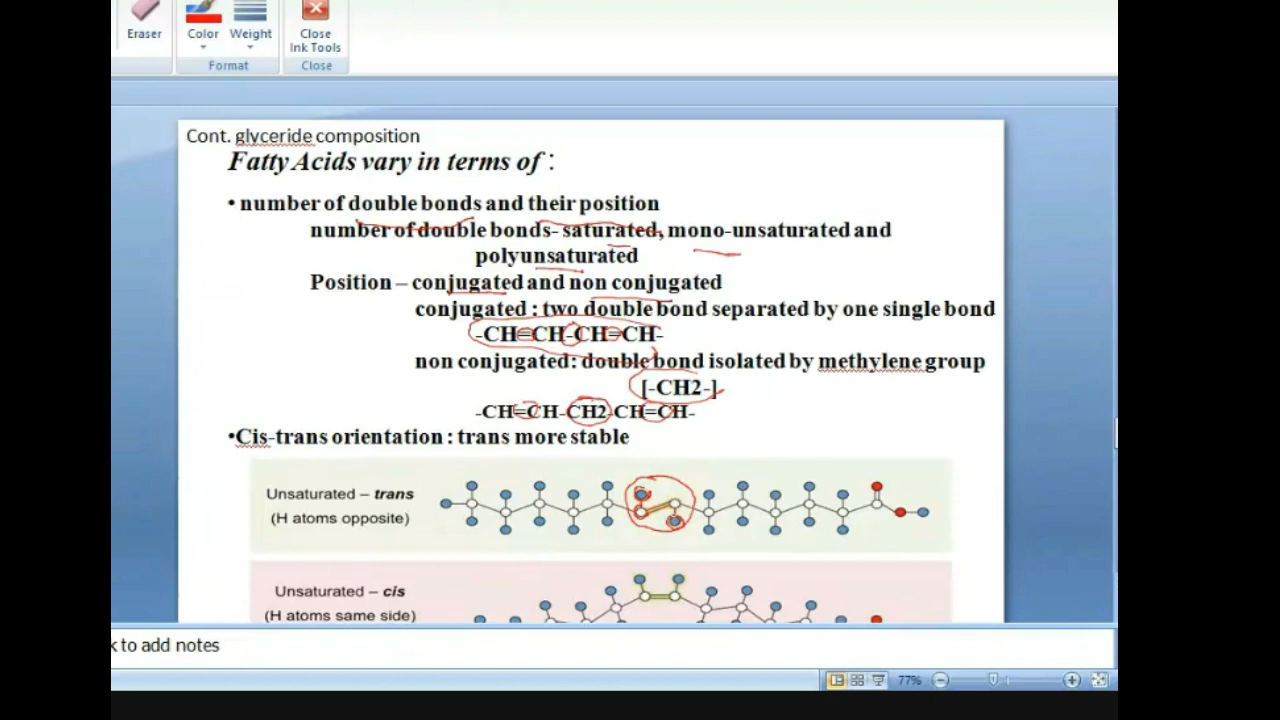 Eraser
Color
Weight
Close
Ink Tools
Format
Close
Cont. glyceride composition
Fatty Acids vary in terms of :
• number of double bonds and their position
number of double bonds- saturated, mono-unsaturated and
polyunsaturated
Position – conjugated and non conjugated
conjugated : two double bond separated by one single bond
-CH=CH-CH=CH-
non conjugated: double bond isolated by methylene group
[-CH2-]
-CH=CH-CH2-CH=CH-
•Cis-trans orientation : trans more stable
Unsaturated – trans
(H atoms opposite)
Unsaturated – cis
(H atoms same side)
k to add notes
77%